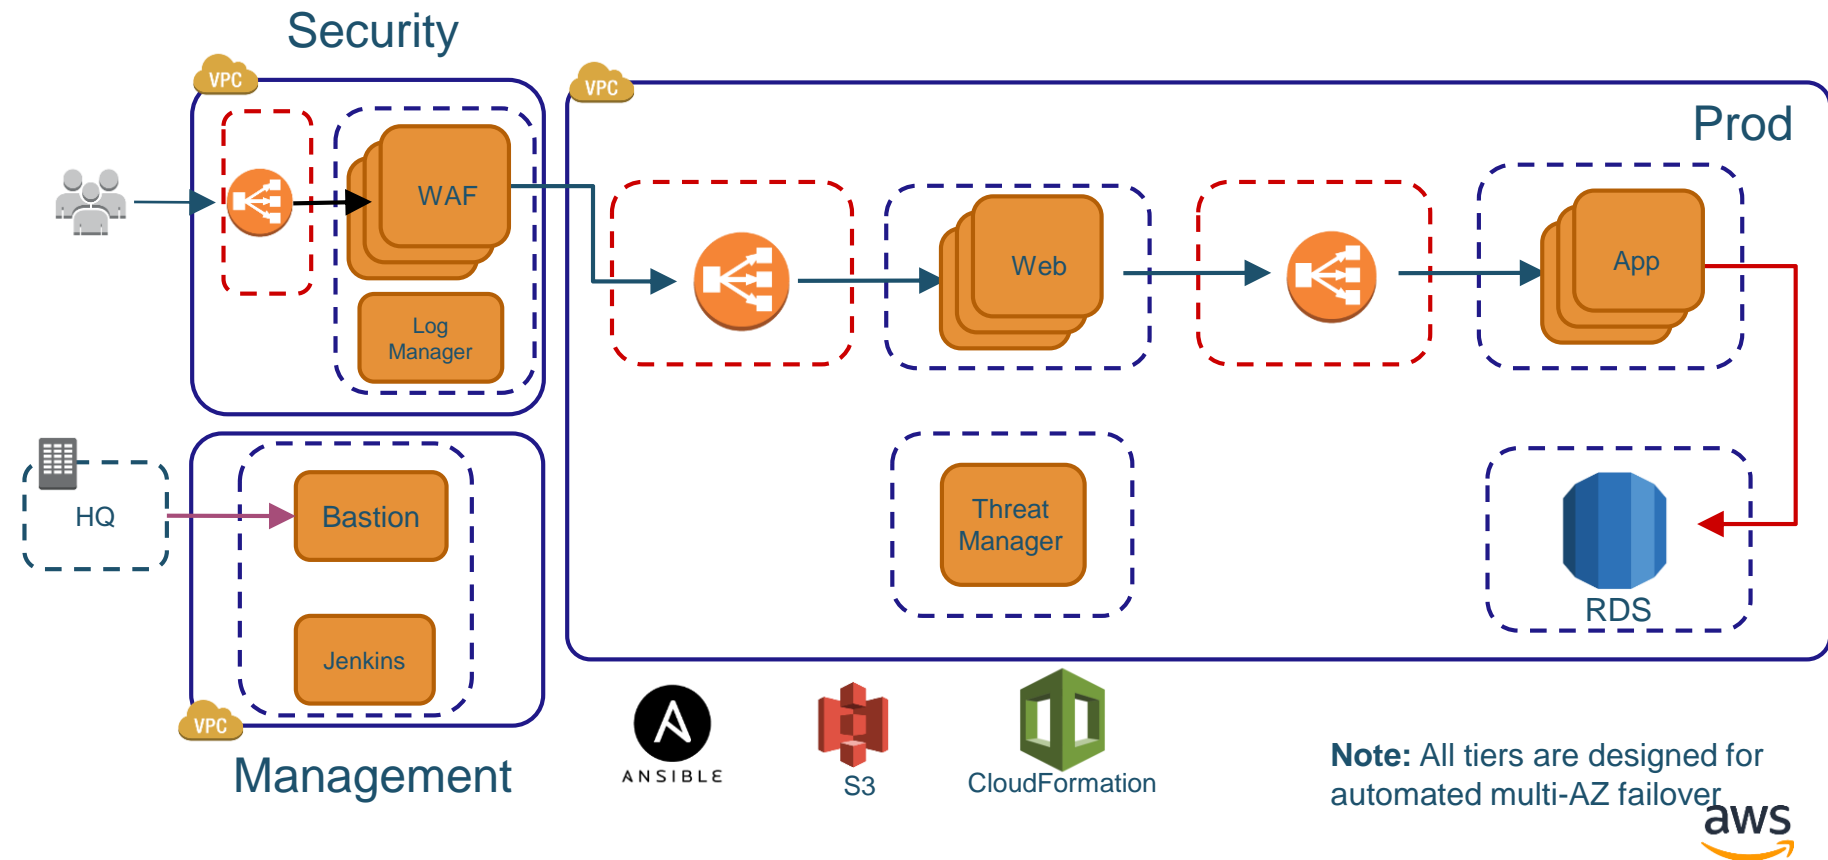 Security
VPC
VPC
Prod
WAF
Web
App
Log
Manager
HQ
Bastion
Threat
Manager
RDS
Jenkins
VPC
Management
ANSIBLE
S3
CloudFormation
Note: All tiers are designed for
automated multi-AZ failover
aws